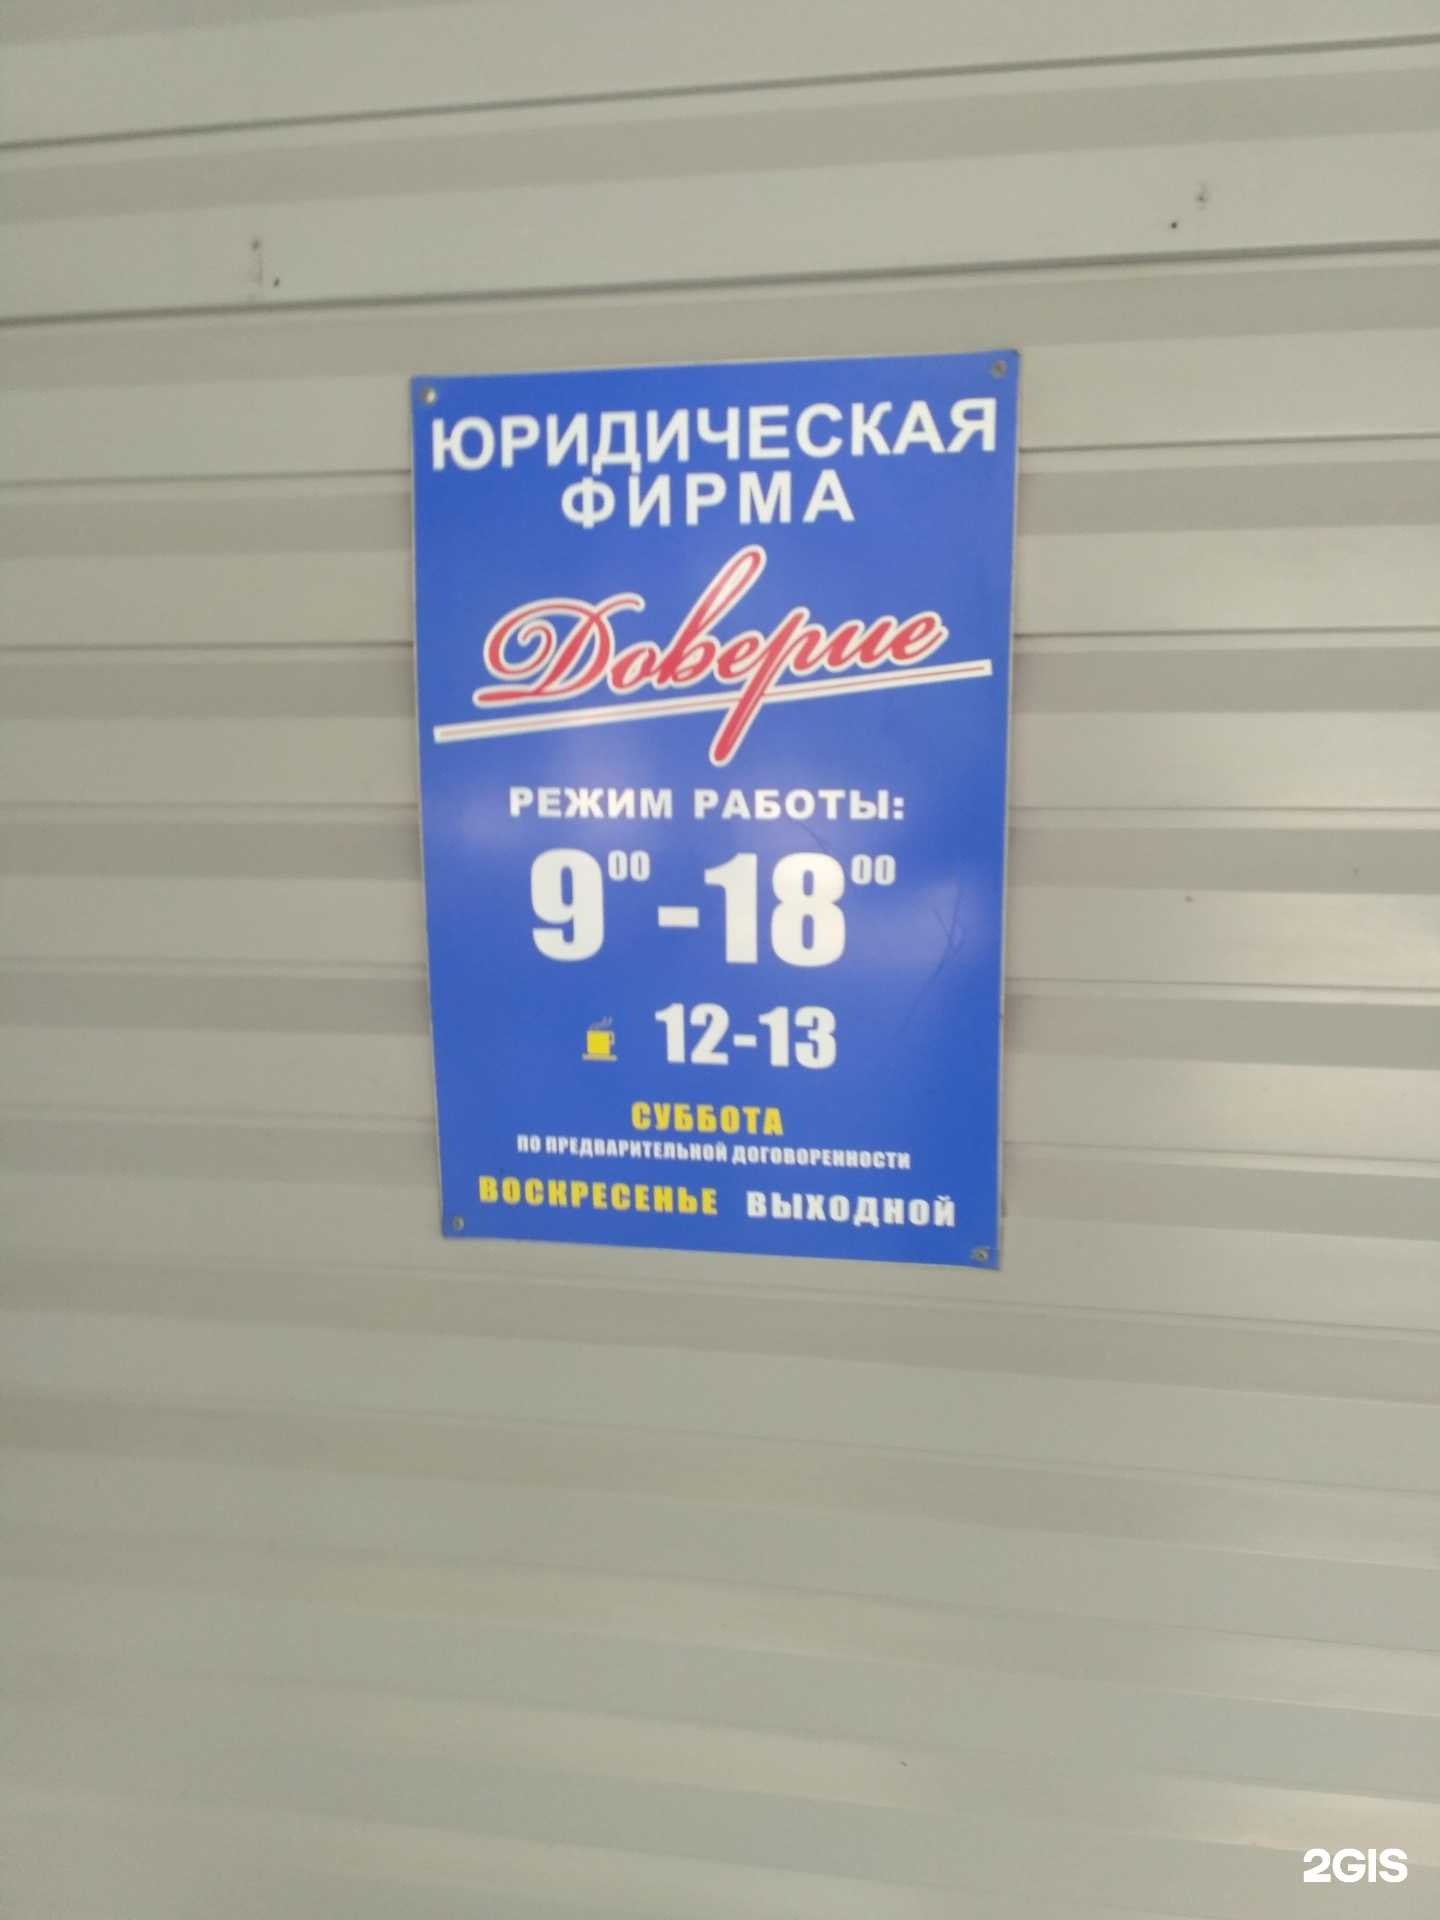 ЮРИДИЧЕСКАЯ
ФИРМА
Доверие
РЕЖИМ РАБОТЫ:
9⁰⁰-18⁰⁰
12-13
СУББОТА
ПО ПРЕДВАРИТЕЛЬНОЙ ДОГОВОРЕННОСТИ
ВОСКРЕСЕНЬЕ ВЫХОДНОЙ
2GIS